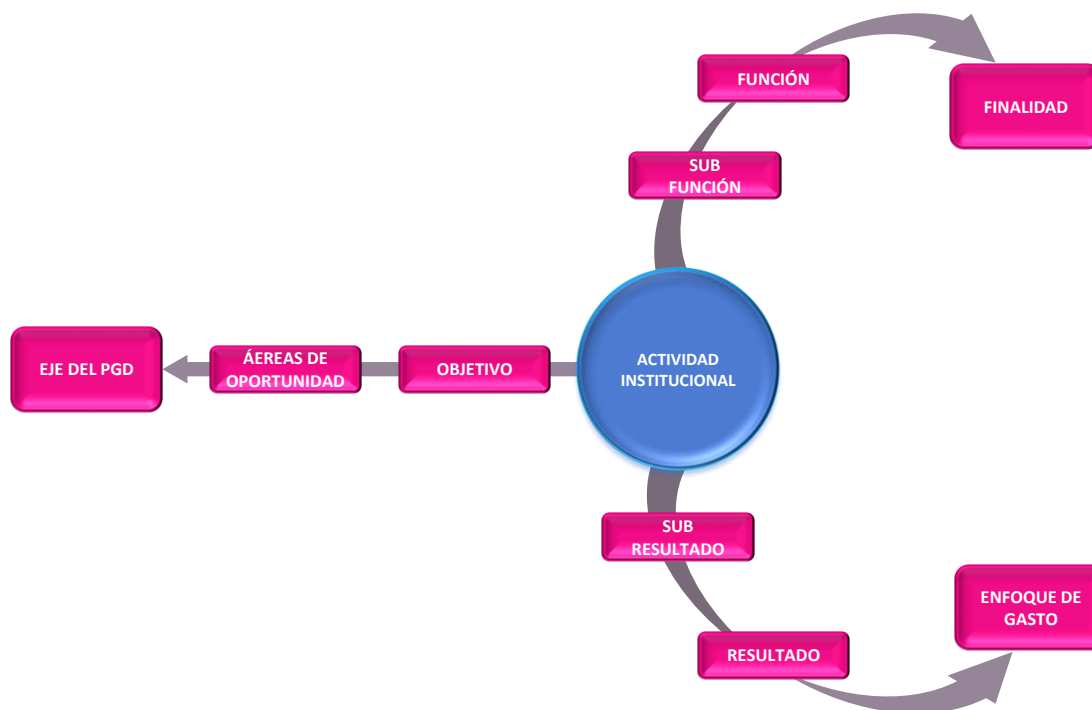 FUNCIÓN
FINALIDAD
SUB
FUNCIÓN
EJE DEL PGD
ÁEREAS DE
OPORTUNIDAD
OBJETIVO
ACTIVIDAD
INSTITUCIONAL
SUB
RESULTADO
ENFOQUE DE
GASTO
RESULTADO